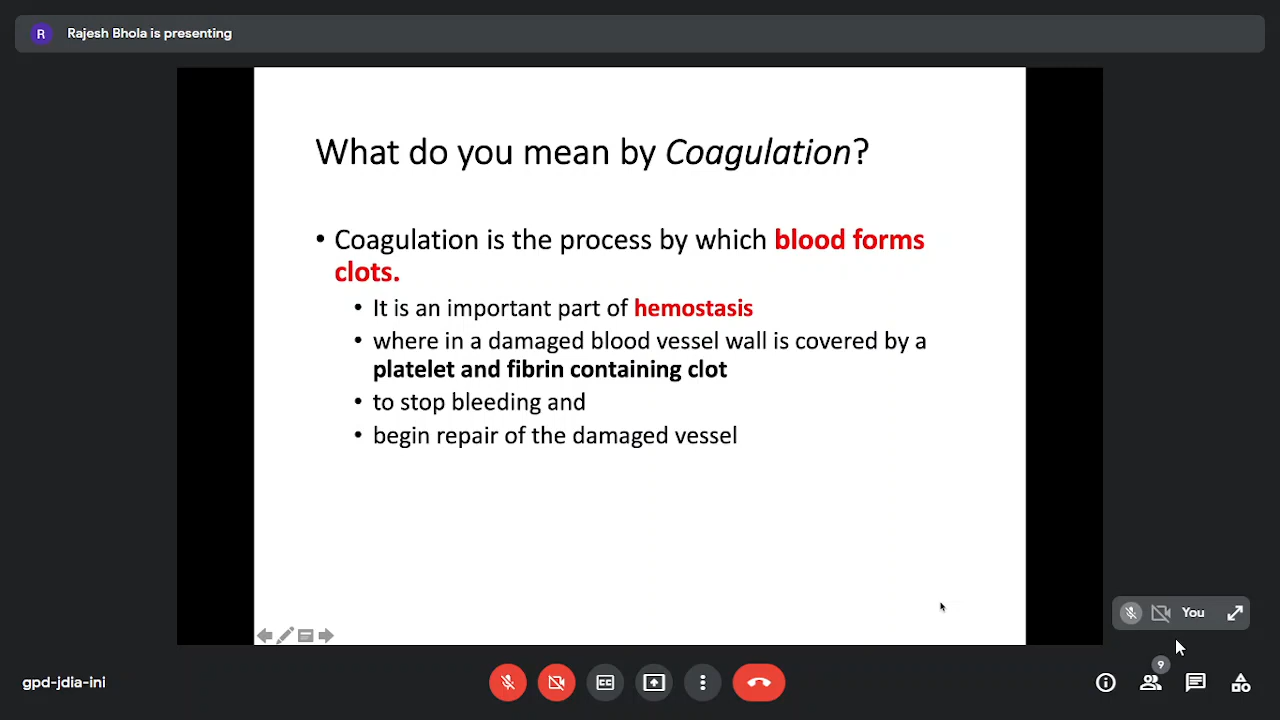 R Rajesh Bhola is presenting
What do you mean by Coagulation?
• Coagulation is the process by which blood forms
clots.
• It is an important part of hemostasis
• where in a damaged blood vessel wall is covered by a
platelet and fibrin containing clot
• to stop bleeding and
• begin repair of the damaged vessel
You
9
gpd-jdia-ini
CC